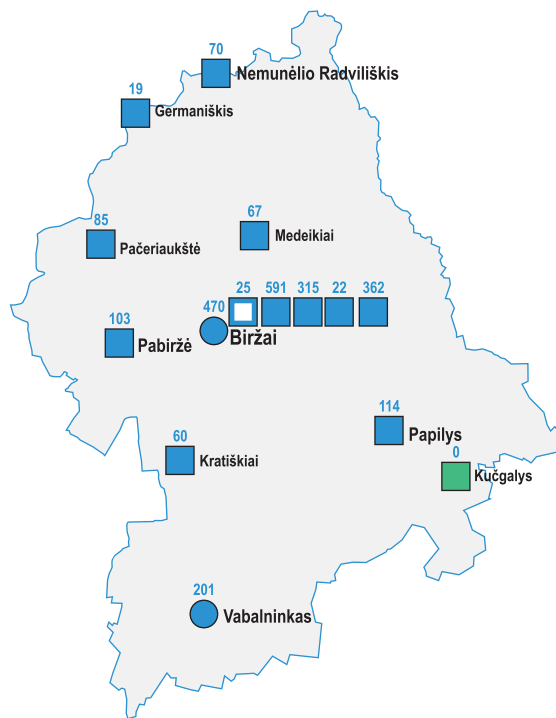 70
Nemunėlio Radviliškis
19
Germaniškis
85
Pačeriaukštė
67
Medeikiai
25 591 315 22 362
470
Biržai
103
Pabiržė
114
Papilys
60
Kratiškiai
0
Kučgalys
201
Vabalninkas